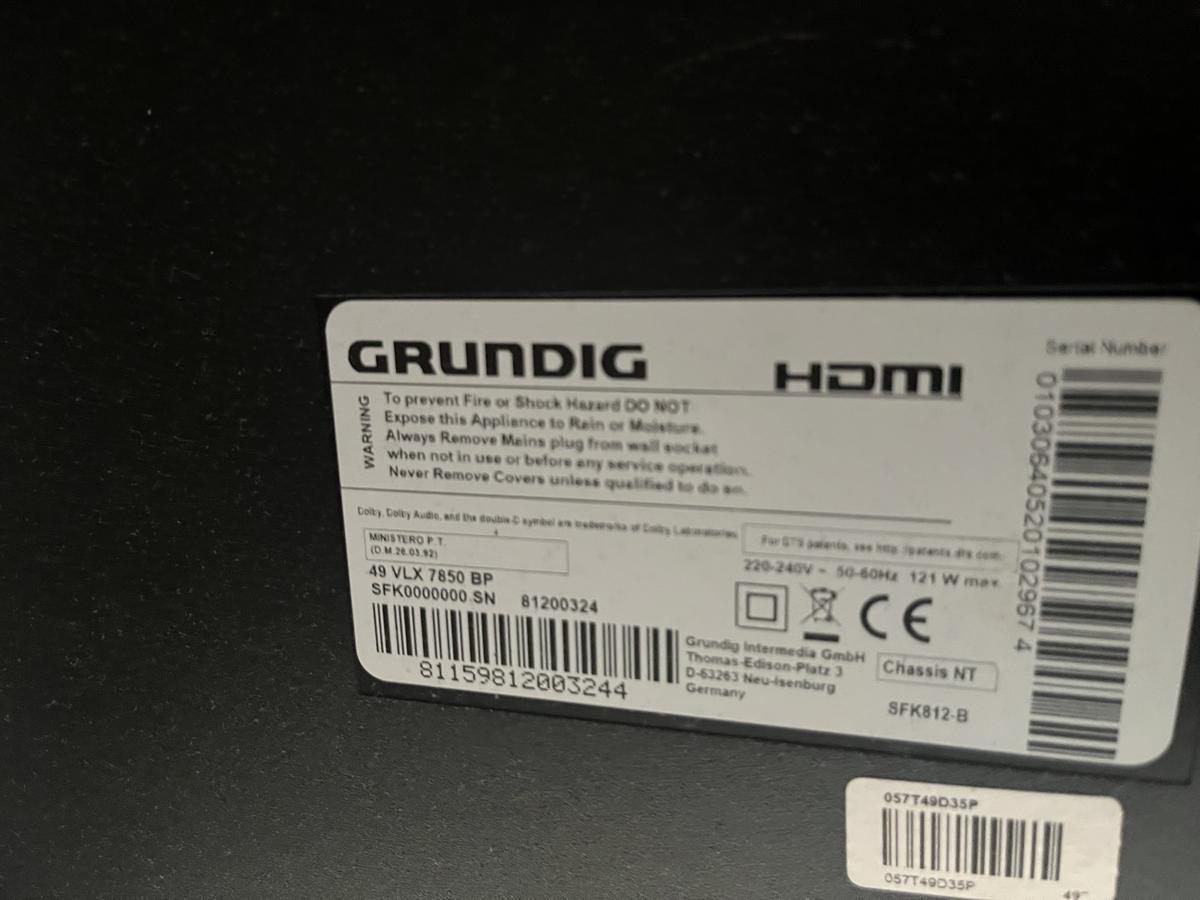 GRUNDIG
HDMI
WARNING
To prevent Fire or Shock Hazard DO NOT
Expose this Appliance to Rain or Moisture.
Always Remove Mains plug from wall socket
when not in use or before any service operation.
Never Remove Covers unless qualified to do so.
Dolby, Dolby Audio, and the double-D symbol are trademarks of Dolby Laboratories.
MINISTERO P.T.
(D.M.26.03.92)
For DTS patents, see http://patents.dts.com.
220-240V ~ 50-60Hz 121 W max.
49 VLX 7850 BP
SFK0000000 SN 81200324
CE
81159812003244
Grundig Intermedia GmbH
Thomas-Edison-Platz 3
D-63263 Neu-Isenburg
Germany
Chassis NT
SFK812-B
Serial Number
010306405201029674
057T49D35P
057T49D35P
49"